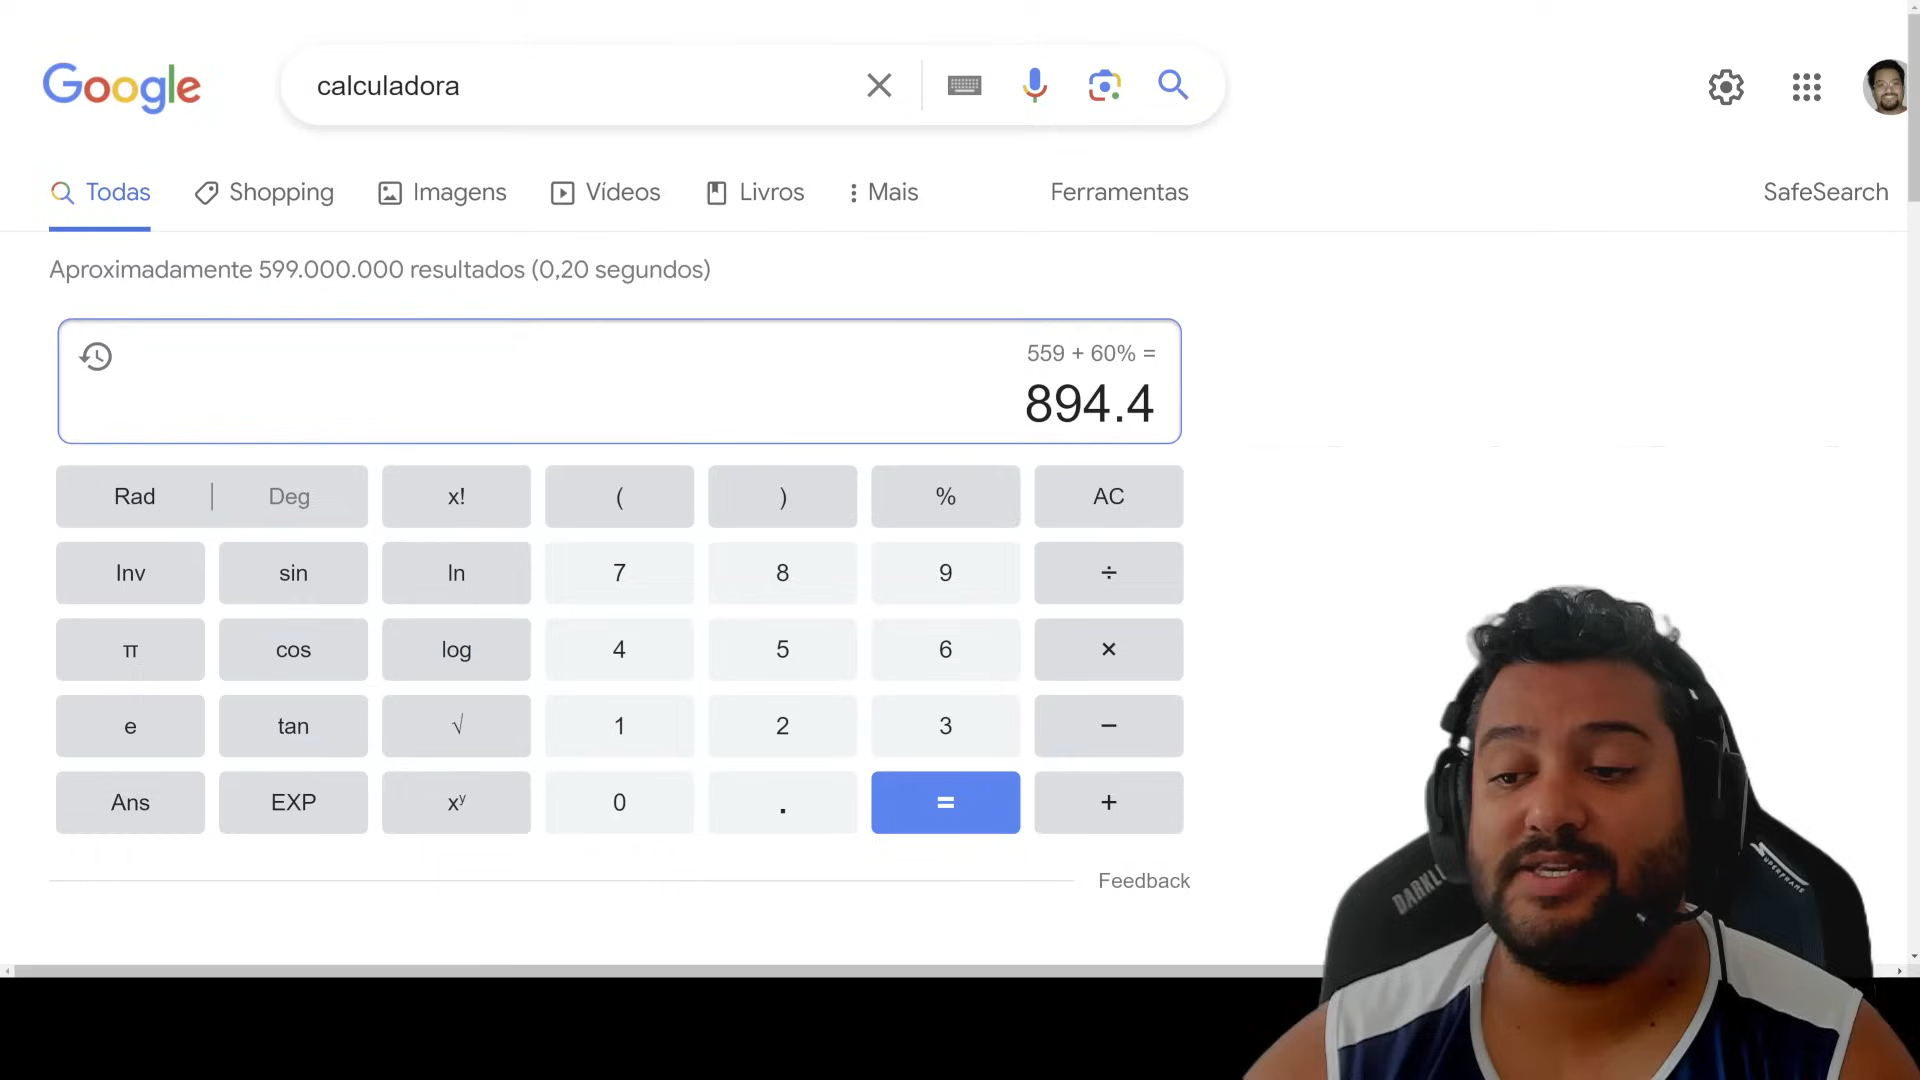 Google
calculadora
Todas
Shopping
Imagens
Vídeos
Livros
Mais
Ferramentas
SafeSearch
Aproximadamente 599.000.000 resultados (0,20 segundos)
559 + 60% =
894.4
Rad | Deg x! ( ) % AC
Inv sin ln 7 8 9 ÷
π cos log 4 5 6 ×
e tan √ 1 2 3 −
Ans EXP xʸ 0 . = +
Feedback
SUPERFRAME